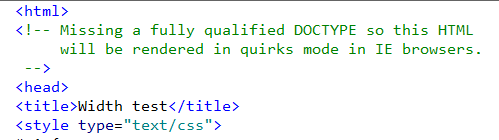 <html>
<!-- Missing a fully qualified DOCTYPE so this HTML
will be rendered in quirks mode in IE browsers.
-->
<head>
<title>Width test</title>
<style type="text/css">